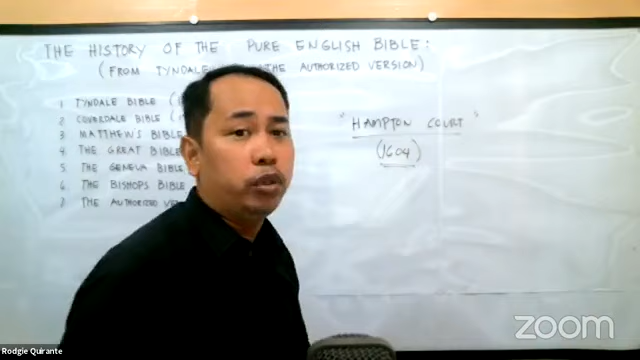 THE HISTORY OF THE PURE ENGLISH BIBLE:
(FROM TYNDALE THE AUTHORIZED VERSION)
1 TYNDALE BIBLE (
2 COVERDALE BIBLE (
3 MATTHEW'S BIBLE
4 THE GREAT BIBLE
5 THE GENEVA BIBLE
6 THE BISHOPS BIBLE
7 THE AUTHORIZED
"HAMPTON COURT"
(1604)
zoom
Rodgie Quirante